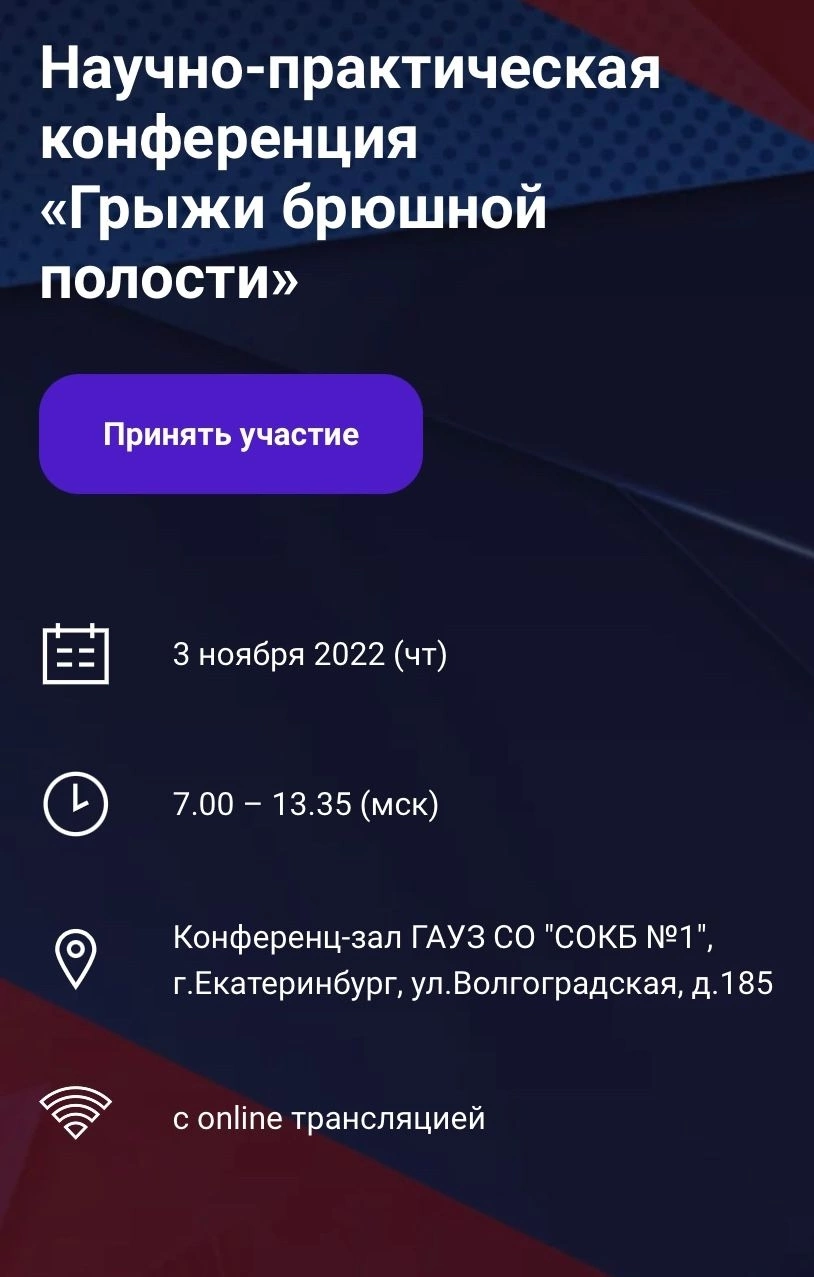 Научно-практическая
конференция
«Грыжи брюшной
полости»
Принять участие
3 ноября 2022 (чт)
7.00 – 13.35 (мск)
Конференц-зал ГАУЗ СО "СОКБ №1",
г.Екатеринбург, ул.Волгоградская, д.185
с online трансляцией